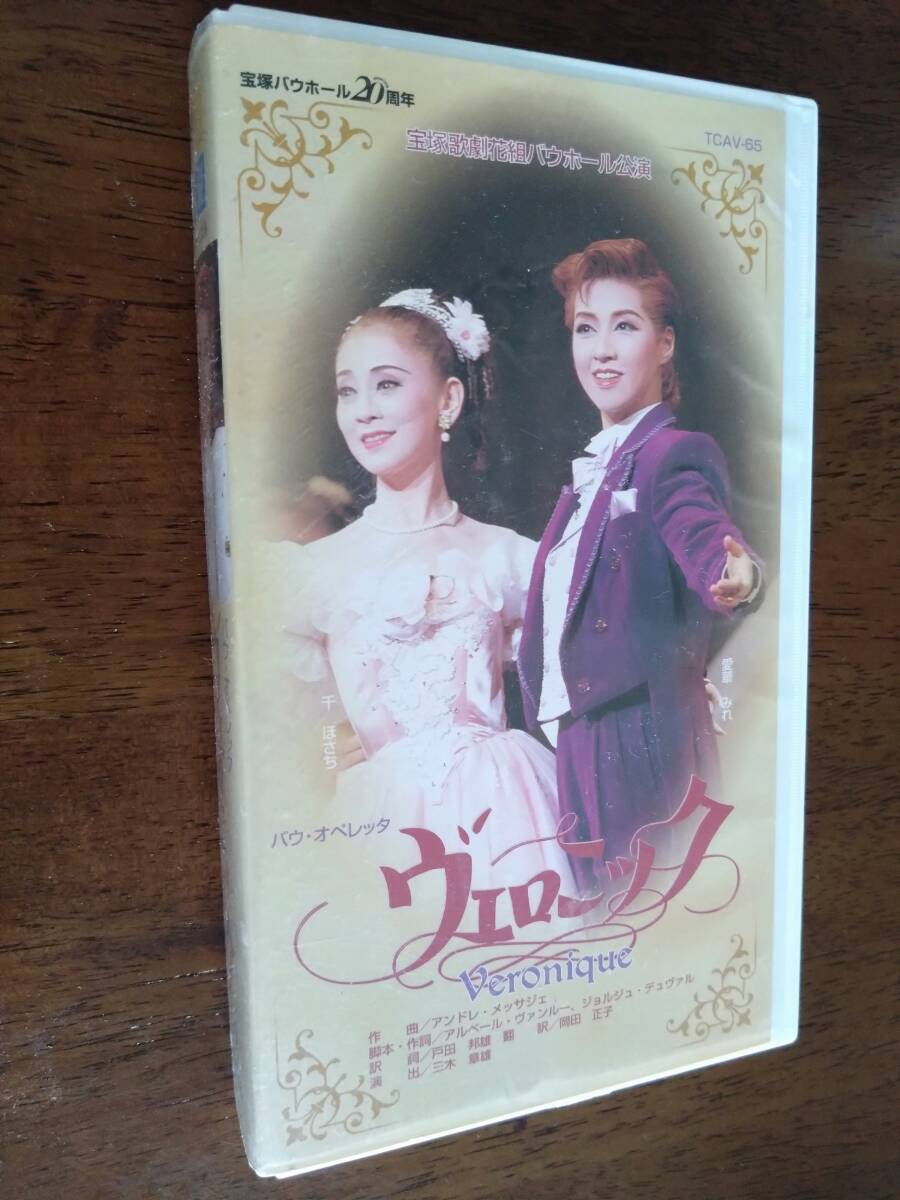 宝塚バウホール20周年
TCAV-65
宝塚歌劇花組バウホール公演
愛華 みれ
千 ほさち
バウ・オペレッタ
ヴェロニック
Veronique
作 曲/アンドレ・メッサジェ
脚本・作詞/アルベール・ヴァンルー、ジョルジュ・デュヴァル
訳 詞/戸田 邦雄 翻 訳/岡田 正子
演 出/三木 章雄